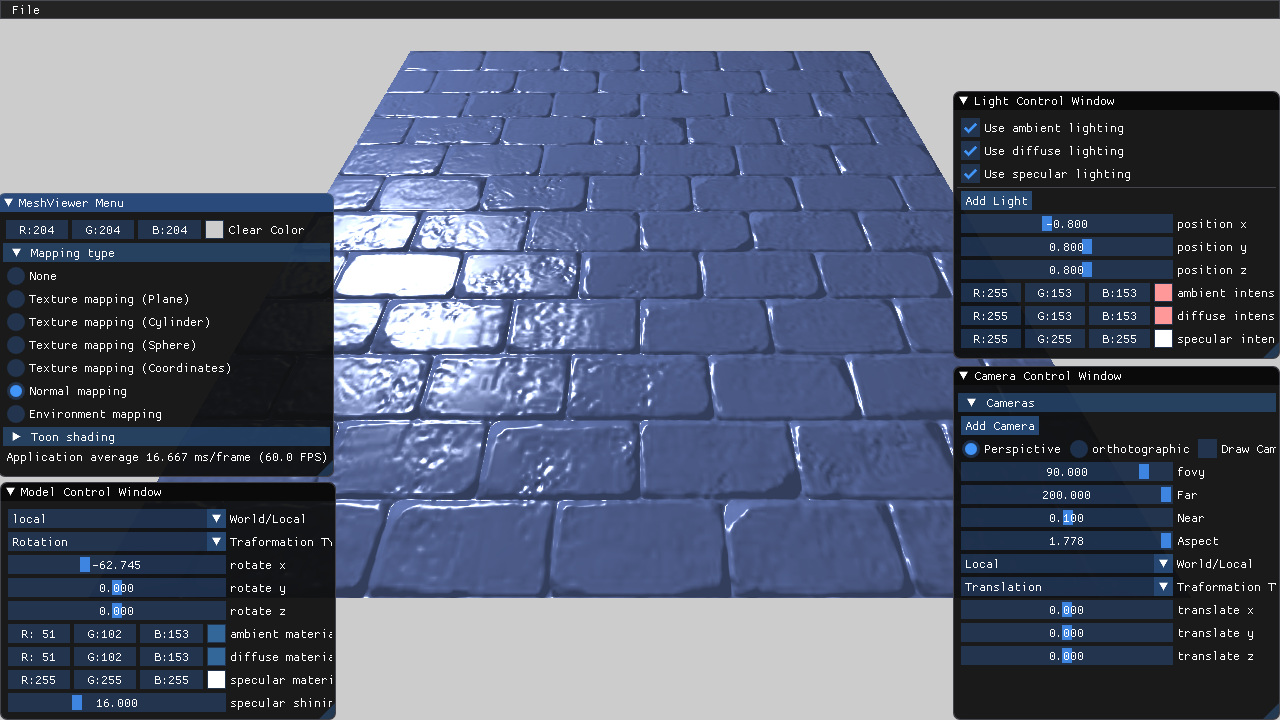 File
MeshViewer Menu
R:204 G:204 B:204 Clear Color
Mapping type
None
Texture mapping (Plane)
Texture mapping (Cylinder)
Texture mapping (Sphere)
Texture mapping (Coordinates)
Normal mapping
Environment mapping
Toon shading
Application average 16.667 ms/frame (60.0 FPS)
Model Control Window
local World/Local
Rotation Traformation Ty
-62.745 rotate x
0.000 rotate y
0.000 rotate z
R: 51 G:102 B:153 ambient materia
R: 51 G:102 B:153 diffuse materia
R:255 G:255 B:255 specular materi
16.000 specular shinin
Light Control Window
Use ambient lighting
Use diffuse lighting
Use specular lighting
Add Light
-0.800 position x
0.800 position y
0.800 position z
R:255 G:153 B:153 ambient intens
R:255 G:153 B:153 diffuse intens
R:255 G:255 B:255 specular inten
Camera Control Window
Cameras
Add Camera
Perspictive orthotographic Draw Cam
90.000 fovy
200.000 Far
0.100 Near
1.778 Aspect
Local World/Local
Translation Traformation T
0.000 translate x
0.000 translate y
0.000 translate z